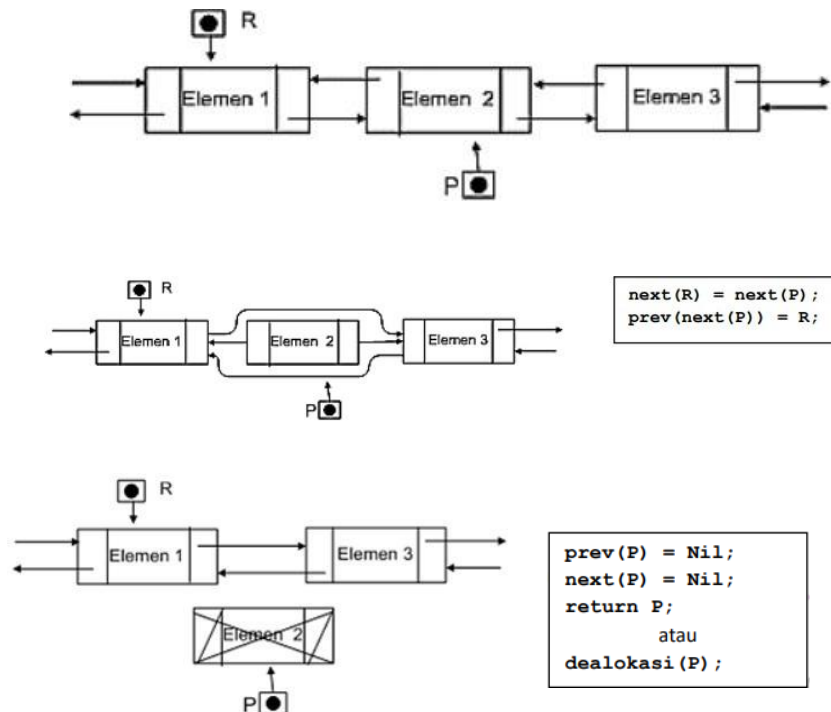 R
Elemen 1
Elemen 2
Elemen 3
P
R
Elemen 1
Elemen 2
Elemen 3
P
next(R) = next(P);
prev(next(P)) = R;
R
Elemen 1
Elemen 3
Elemen 2
P
prev(P) = Nil;
next(P) = Nil;
return P;
atau
dealokasi(P);